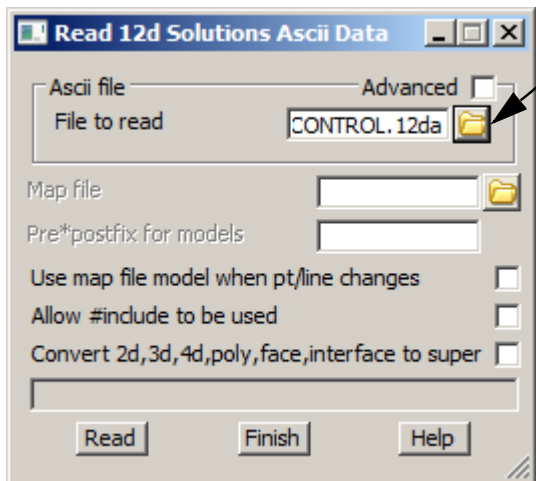 Read 12d Solutions Ascii Data
Ascii file Advanced
File to read CONTROL.12da
Map file
Pre*postfix for models
Use map file model when pt/line changes
Allow #include to be used
Convert 2d,3d,4d,poly,face,interface to super
Read Finish Help